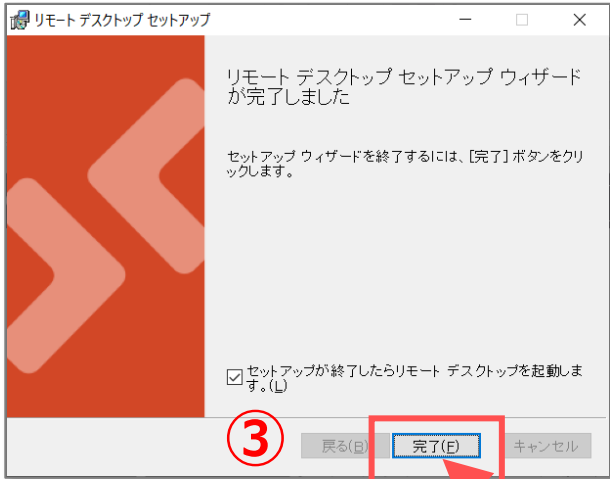 リモート デスクトップ セットアップ
リモート デスクトップ セットアップ ウィザード
が完了しました
セットアップ ウィザードを終了するには、[完了] ボタンをクリ
ックします。
セットアップが終了したらリモート デスクトップを起動しま
す。(L)
③
戻る(B)
完了(F)
キャンセル